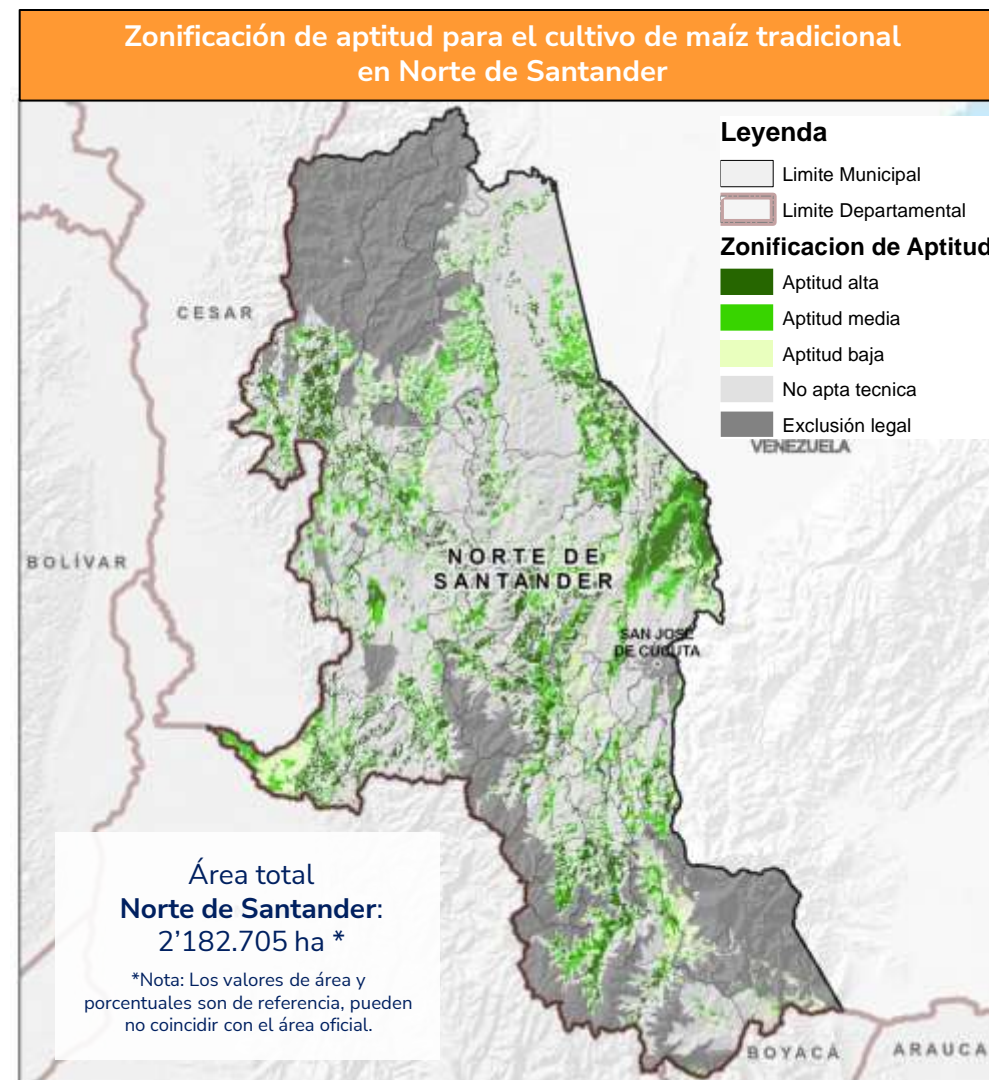 Zonificación de aptitud para el cultivo de maíz tradicional
en Norte de Santander
Leyenda
Limite Municipal
Limite Departamental
Zonificacion de Aptitud
Aptitud alta
Aptitud media
Aptitud baja
No apta tecnica
Exclusión legal
CESAR
VENEZUELA
BOLÍVAR
NORTE DE
SANTANDER
SAN JOSÉ
DE CÚCUTA
Área total
Norte de Santander:
2'182.705 ha *
*Nota: Los valores de área y
porcentuales son de referencia, pueden
no coincidir con el área oficial.
BOYACÁ
ARAUCA